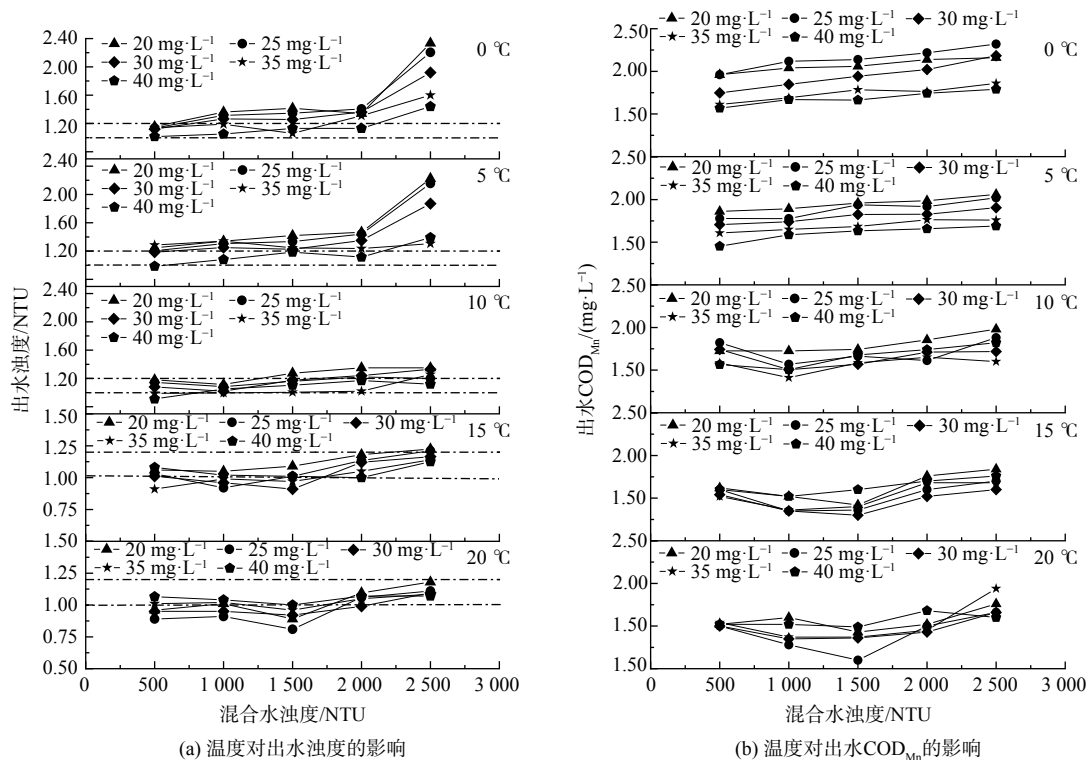 出水浊度/NTU
20 mg·L⁻¹ 25 mg·L⁻¹
30 mg·L⁻¹ 35 mg·L⁻¹
40 mg·L⁻¹
0 ℃
2.40
2.00
1.60
1.20
20 mg·L⁻¹ 25 mg·L⁻¹
30 mg·L⁻¹ 35 mg·L⁻¹
40 mg·L⁻¹
5 ℃
2.40
2.00
1.60
1.20
20 mg·L⁻¹ 25 mg·L⁻¹
30 mg·L⁻¹ 35 mg·L⁻¹
40 mg·L⁻¹
10 ℃
2.40
2.00
1.60
1.20
20 mg·L⁻¹ 25 mg·L⁻¹ 30 mg·L⁻¹
35 mg·L⁻¹ 40 mg·L⁻¹
15 ℃
1.50
1.25
1.00
0.75
20 mg·L⁻¹ 25 mg·L⁻¹ 30 mg·L⁻¹
35 mg·L⁻¹ 40 mg·L⁻¹
20 ℃
1.50
1.25
1.00
0.75
0.50
0 500 1 000 1 500 2 000 2 500 3 000
混合水浊度/NTU
(a) 温度对出水浊度的影响
出水COD_Mn/(mg·L⁻¹)
20 mg·L⁻¹ 25 mg·L⁻¹ 30 mg·L⁻¹
35 mg·L⁻¹ 40 mg·L⁻¹
0 ℃
2.50
2.00
1.50
20 mg·L⁻¹ 25 mg·L⁻¹ 30 mg·L⁻¹
35 mg·L⁻¹ 40 mg·L⁻¹
5 ℃
2.50
2.00
1.50
20 mg·L⁻¹ 25 mg·L⁻¹ 30 mg·L⁻¹
35 mg·L⁻¹ 40 mg·L⁻¹
10 ℃
2.50
2.00
1.50
20 mg·L⁻¹ 25 mg·L⁻¹ 30 mg·L⁻¹
35 mg·L⁻¹ 40 mg·L⁻¹
15 ℃
2.50
2.00
1.50
20 mg·L⁻¹ 25 mg·L⁻¹ 30 mg·L⁻¹
35 mg·L⁻¹ 40 mg·L⁻¹
20 ℃
2.50
2.00
1.50
1.50
0 500 1 000 1 500 2 000 2 500 3 000
混合水浊度/NTU
(b) 温度对出水COD_Mn的影响